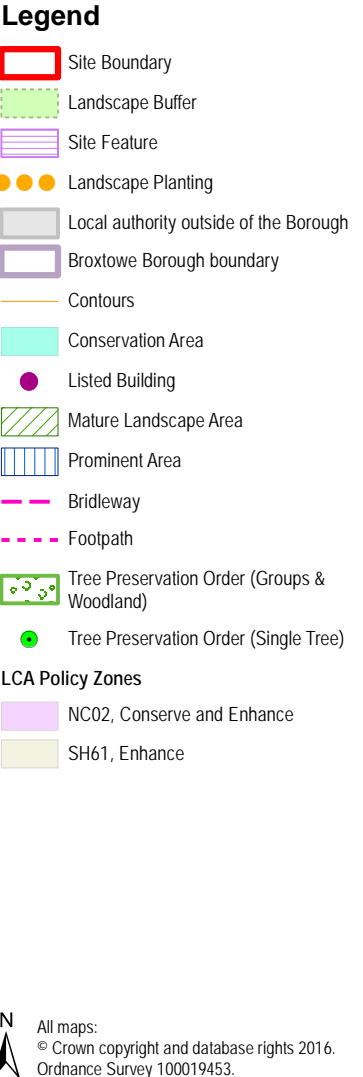 Legend
Site Boundary
Landscape Buffer
Site Feature
Landscape Planting
Local authority outside of the Borough
Broxtowe Borough boundary
Contours
Conservation Area
Listed Building
Mature Landscape Area
Prominent Area
Bridleway
Footpath
Tree Preservation Order (Groups &
Woodland)
Tree Preservation Order (Single Tree)
LCA Policy Zones
NC02, Conserve and Enhance
SH61, Enhance
N
All maps:
© Crown copyright and database rights 2016.
Ordnance Survey 100019453.